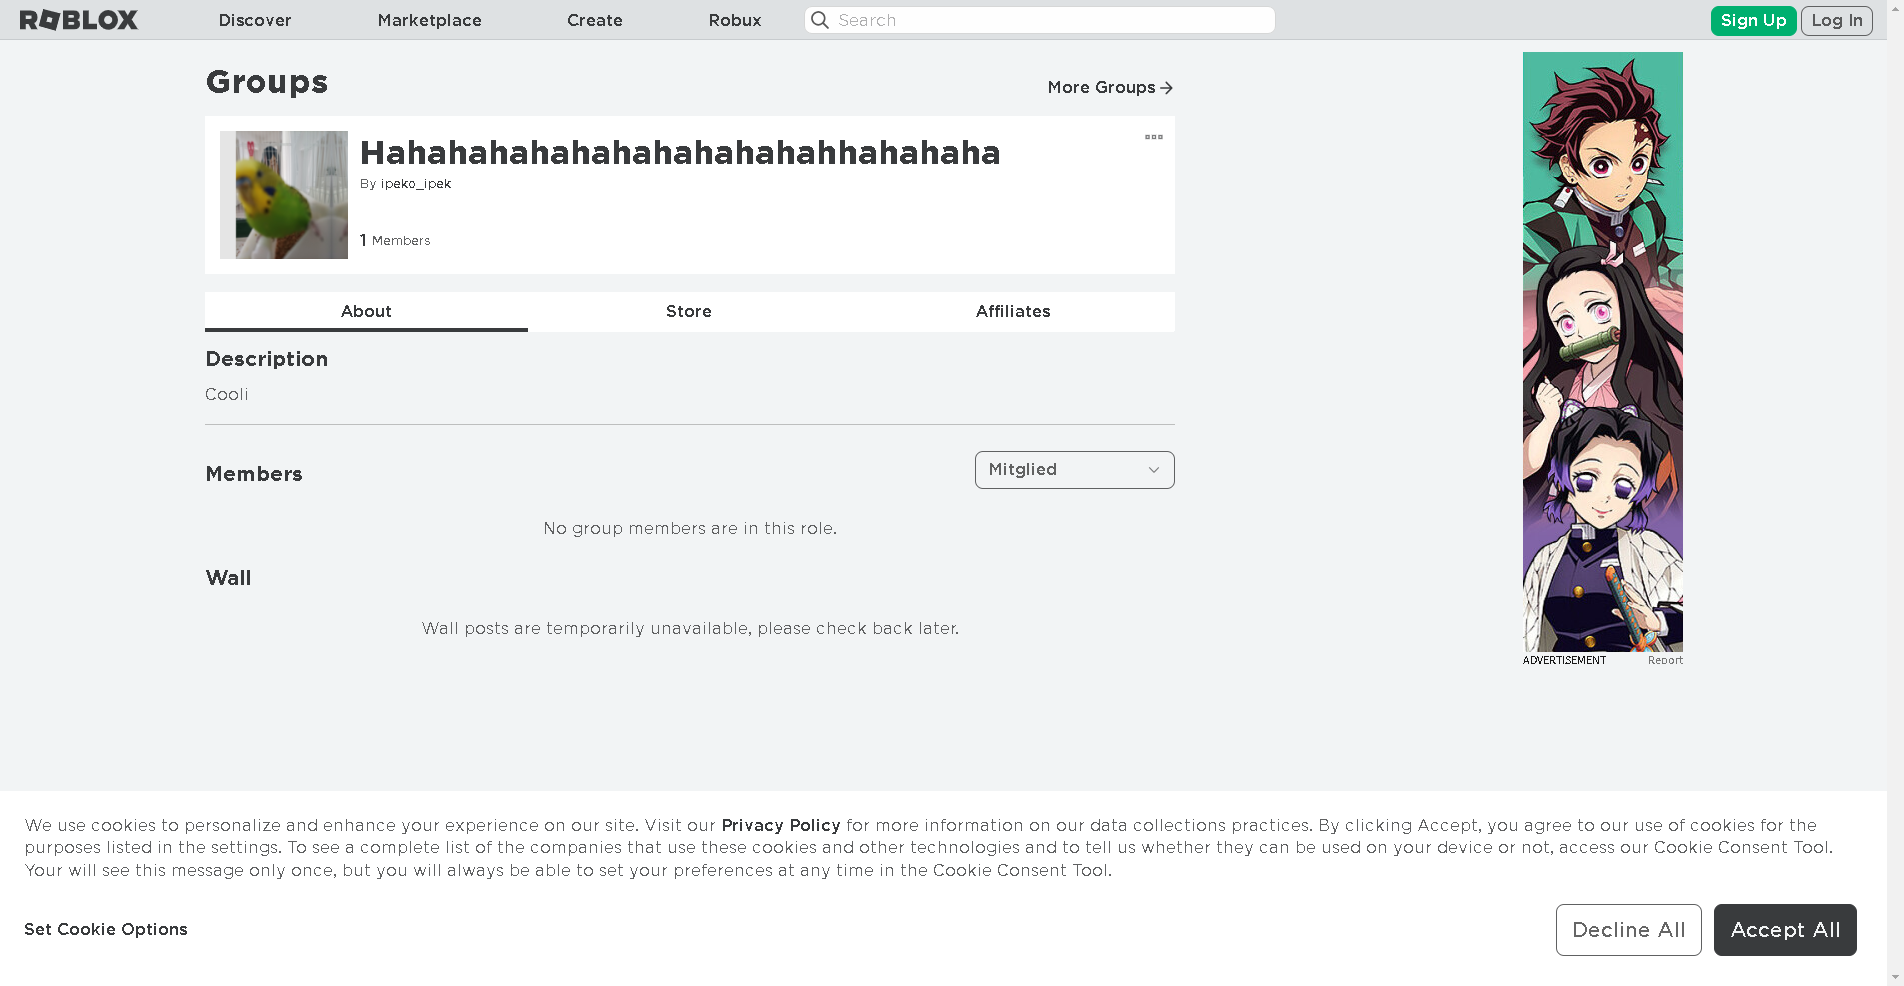 ROBLOX
Discover
Marketplace
Create
Robux
Search
Sign Up
Log In
Groups
More Groups
Hahahahahahahahahahahhahahaha
By ipeko_ipek
1 Members
About
Store
Affiliates
Description
Cooli
Members
Mitglied
No group members are in this role.
Wall
Wall posts are temporarily unavailable, please check back later.
ADVERTISEMENT
Report
We use cookies to personalize and enhance your experience on our site. Visit our Privacy Policy for more information on our data collections practices. By clicking Accept, you agree to our use of cookies for the
purposes listed in the settings. To see a complete list of the companies that use these cookies and other technologies and to tell us whether they can be used on your device or not, access our Cookie Consent Tool.
Your will see this message only once, but you will always be able to set your preferences at any time in the Cookie Consent Tool.
Set Cookie Options
Decline All
Accept All